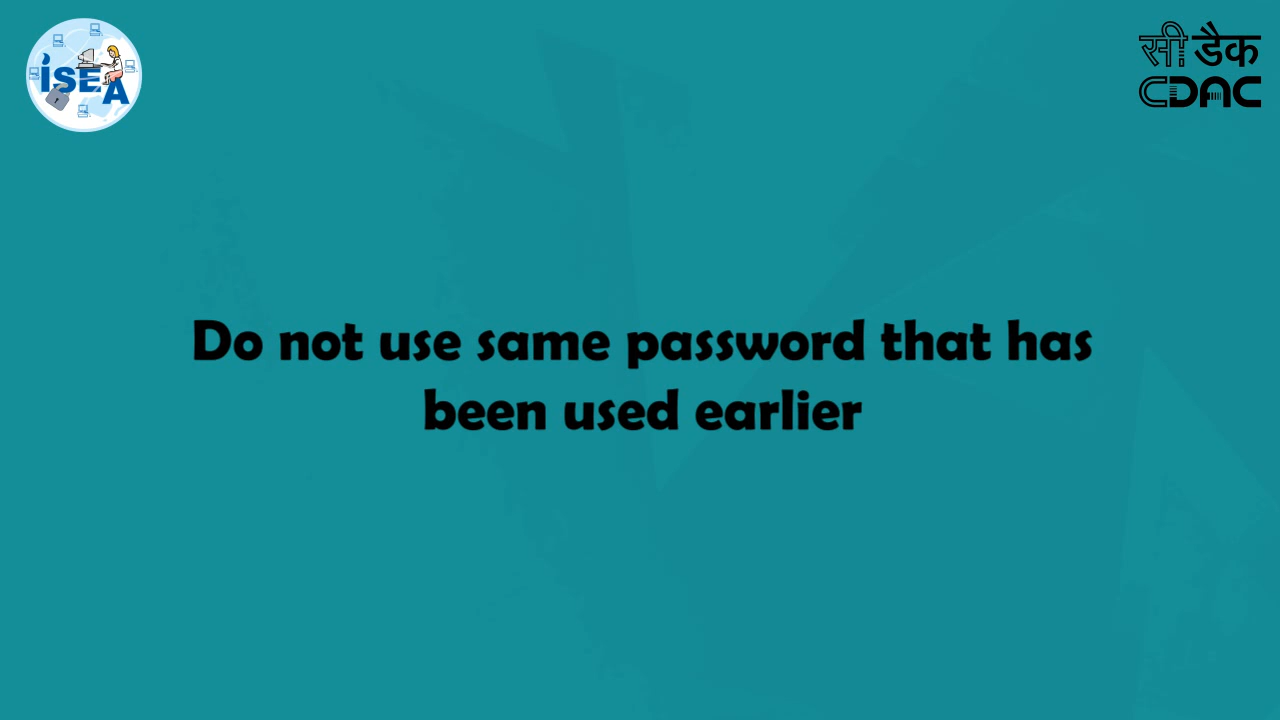 iSEA
सी डैक
CDAC
Do not use same password that has
been used earlier